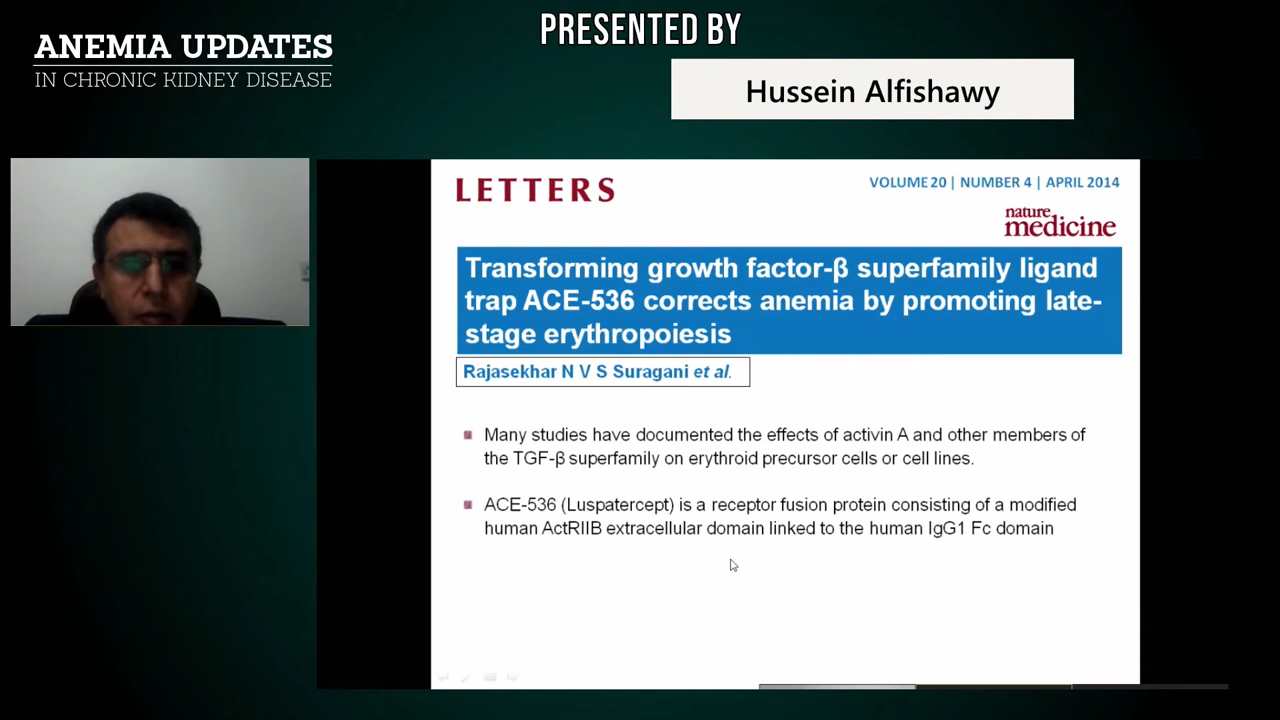 ANEMIA UPDATES
IN CHRONIC KIDNEY DISEASE
PRESENTED BY
Hussein Alfishawy
LETTERS
VOLUME 20 | NUMBER 4 | APRIL 2014
nature
medicine
Transforming growth factor-β superfamily ligand
trap ACE-536 corrects anemia by promoting late-
stage erythropoiesis
Rajasekhar N V S Suragani et al.
Many studies have documented the effects of activin A and other members of
the TGF-β superfamily on erythroid precursor cells or cell lines.
ACE-536 (Luspatercept) is a receptor fusion protein consisting of a modified
human ActRIIB extracellular domain linked to the human IgG1 Fc domain